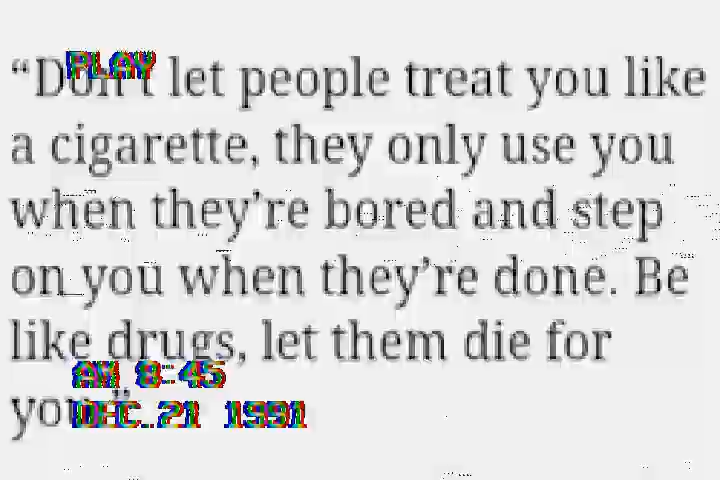 PLAY
“Don't let people treat you like
a cigarette, they only use you
when they’re bored and step
on you when they’re done. Be
like drugs, let them die for
you.”
AM 8:45
DEC.21 1991